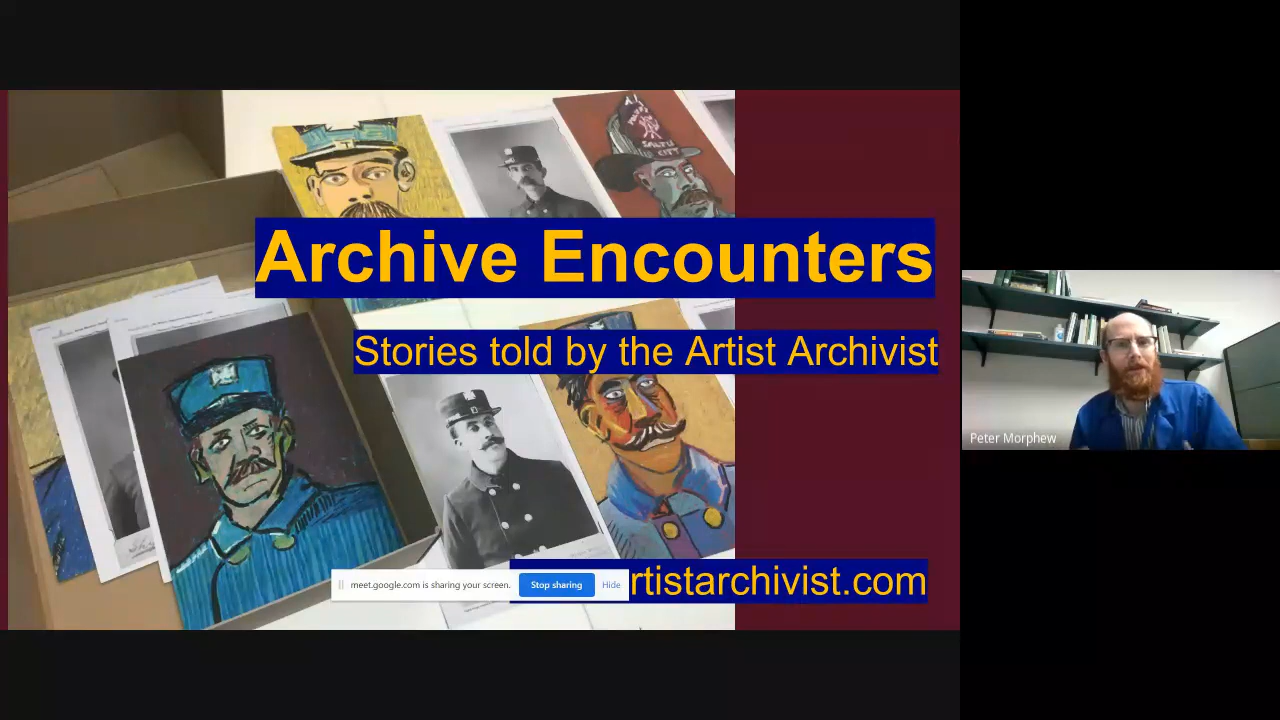 Archive Encounters
Stories told by the Artist Archivist
meet.google.com is sharing your screen.
Stop sharing
Hide
rtistarchivist.com
Peter Morphew